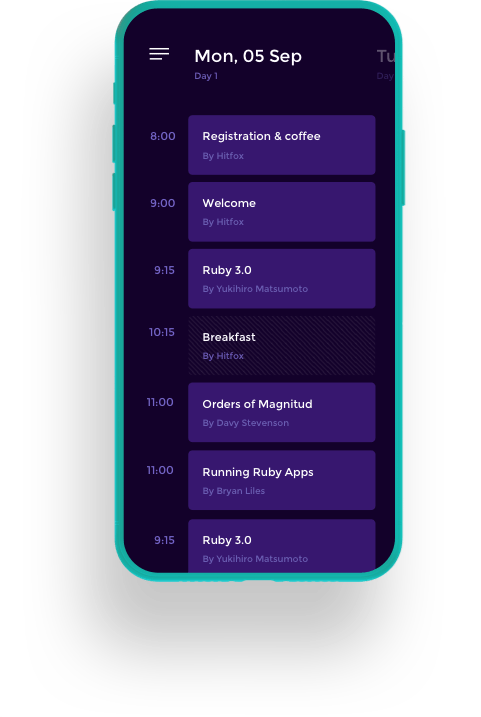 Mon, 05 Sep
Tu
Day 1
Day
8:00
Registration & coffee
By Hitfox
9:00
Welcome
By Hitfox
9:15
Ruby 3.0
By Yukihiro Matsumoto
10:15
Breakfast
By Hitfox
11:00
Orders of Magnitud
By Davy Stevenson
11:00
Running Ruby Apps
By Bryan Liles
9:15
Ruby 3.0
By Yukihiro Matsumoto